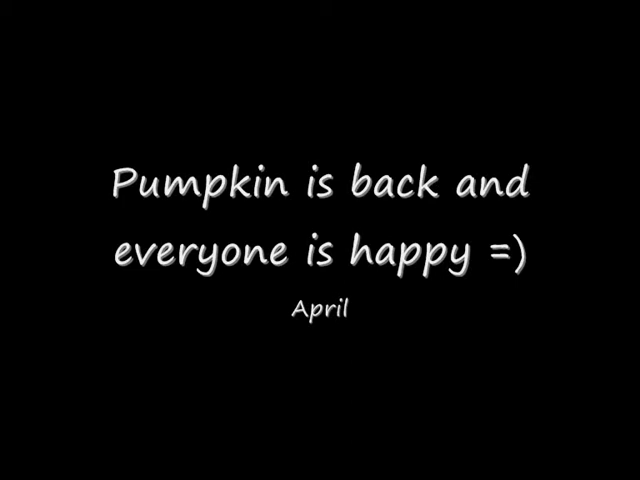 Pumpkin is back and
everyone is happy =)
April